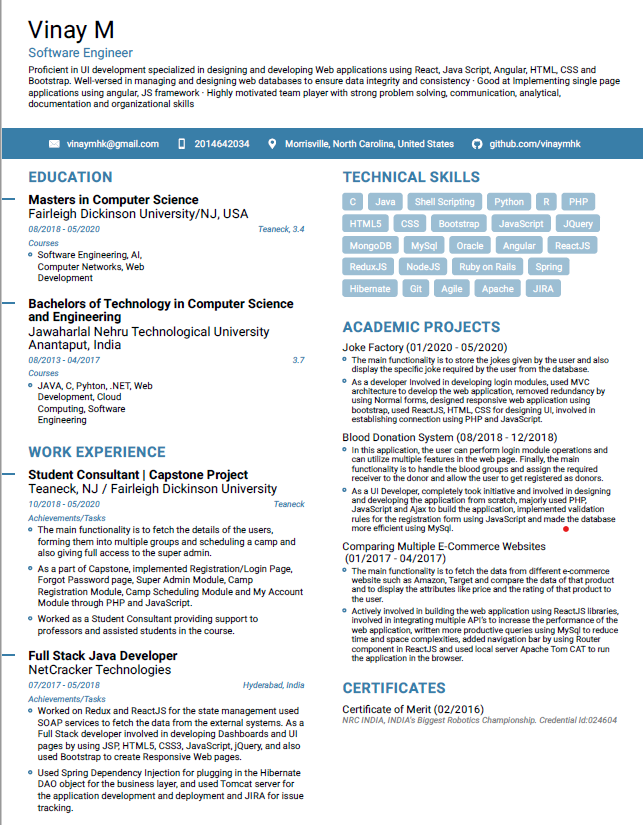 Vinay M
Software Engineer
Proficient in UI development specialized in designing and developing Web applications using React, Java Script, Angular, HTML, CSS and
Bootstrap. Well-versed in managing and designing web databases to ensure data integrity and consistency · Good at Implementing single page
applications using angular, JS framework · Highly motivated team player with strong problem solving, communication, analytical,
documentation and organizational skills
vinaymhk@gmail.com
2014642034
Morrisville, North Carolina, United States
github.com/vinaymhk
EDUCATION
Masters in Computer Science
Fairleigh Dickinson University/NJ, USA
08/2018 - 05/2020
Teaneck, 3.4
Courses
Software Engineering, AI,
Computer Networks, Web
Development
Bachelors of Technology in Computer Science
and Engineering
Jawaharlal Nehru Technological University
Anantaput, India
08/2013 - 04/2017
3.7
Courses
JAVA, C, Pyhton, .NET, Web
Development, Cloud
Computing, Software
Engineering
WORK EXPERIENCE
Student Consultant | Capstone Project
Teaneck, NJ / Fairleigh Dickinson University
10/2018 - 05/2020
Teaneck
Achievements/Tasks
The main functionality is to fetch the details of the users,
forming them into multiple groups and scheduling a camp and
also giving full access to the super admin.
As a part of Capstone, implemented Registration/Login Page,
Forgot Password page, Super Admin Module, Camp
Registration Module, Camp Scheduling Module and My Account
Module through PHP and JavaScript.
Worked as a Student Consultant providing support to
professors and assisted students in the course.
Full Stack Java Developer
NetCracker Technologies
07/2017 - 05/2018
Hyderabad, India
Achievements/Tasks
Worked on Redux and ReactJS for the state management used
SOAP services to fetch the data from the external systems. As a
Full Stack developer involved in developing Dashboards and UI
pages by using JSP, HTML5, CSS3, JavaScript, jQuery, and also
used Bootstrap to create Responsive Web pages.
Used Spring Dependency Injection for plugging in the Hibernate
DAO object for the business layer, and used Tomcat server for
the application development and deployment and JIRA for issue
tracking.
TECHNICAL SKILLS
C Java Shell Scripting Python R PHP
HTML5 CSS Bootstrap JavaScript JQuery
MongoDB MySql Oracle Angular ReactJS
ReduxJS NodeJS Ruby on Rails Spring
Hibernate Git Agile Apache JIRA
ACADEMIC PROJECTS
Joke Factory (01/2020 - 05/2020)
The main functionality is to store the jokes given by the user and also
display the specific joke required by the user from the database.
As a developer Involved in developing login modules, used MVC
architecture to develop the web application, removed redundancy by
using Normal forms, designed responsive web application using
bootstrap, used ReactJS, HTML, CSS for designing UI, involved in
establishing connection using PHP and JavaScript.
Blood Donation System (08/2018 - 12/2018)
In this application, the user can perform login module operations and
can utilize multiple features in the web page. Finally, the main
functionality is to handle the blood groups and assign the required
receiver to the donor and allow the user to get registered as donors.
As a UI Developer, completely took initiative and involved in designing
and developing the application from scratch, majorly used PHP,
JavaScript and Ajax to build the application, implemented validation
rules for the registration form using JavaScript and made the database
more efficient using MySql.
Comparing Multiple E-Commerce Websites
(01/2017 - 04/2017)
The main functionality is to fetch the data from different e-commerce
website such as Amazon, Target and compare the data of that product
and to display the attributes like price and the rating of that product to
the user.
Actively involved in building the web application using ReactJS libraries,
involved in integrating multiple API's to increase the performance of the
web application, written more productive queries using MySql to reduce
time and space complexities, added navigation bar by using Router
component in ReactJS and used local server Apache Tom CAT to run
the application in the browser.
CERTIFICATES
Certificate of Merit (02/2016)
NRC INDIA, INDIA's Biggest Robotics Championship. Credential Id:024604